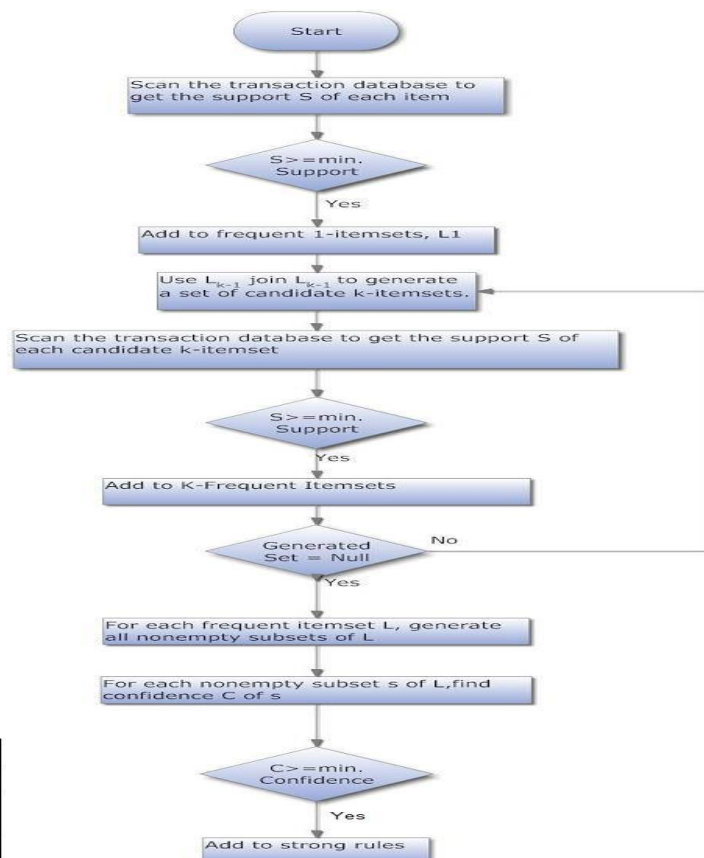 Start
Scan the transaction database to
get the support S of each item
S>=min.
Support
Yes
Add to frequent 1-itemsets, L1
Use Lk-1 join Lk-1 to generate
a set of candidate k-itemsets.
Scan the transaction database to get the support S of
each candidate k-itemset
S>=min.
Support
Yes
Add to K-Frequent Itemsets
Generated
Set = Null
No
Yes
For each frequent itemset L, generate
all nonempty subsets of L
For each nonempty subset s of L,find
confidence C of s
C>=min.
Confidence
Yes
Add to strong rules